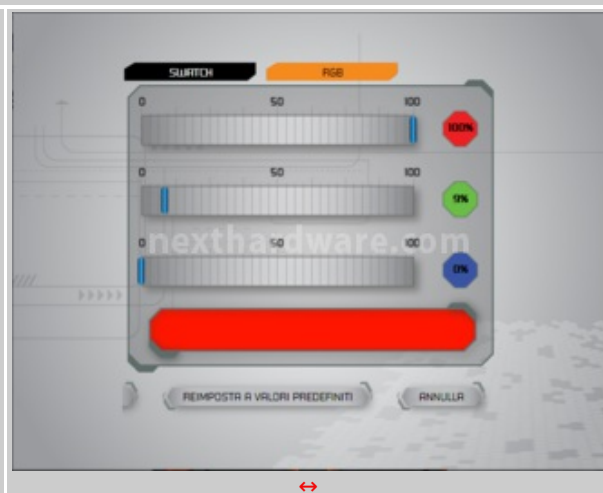 SWATCH RGB
0 50 100
100%
0 50 100
9%
nexthardware.com
0 50 100
0%
REIMPOSTA A VALORI PREDEFINITI ANNULLA